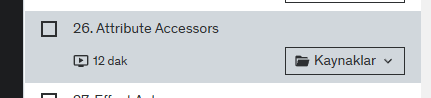 26. Attribute Accessors
12 dak
Kaynaklar